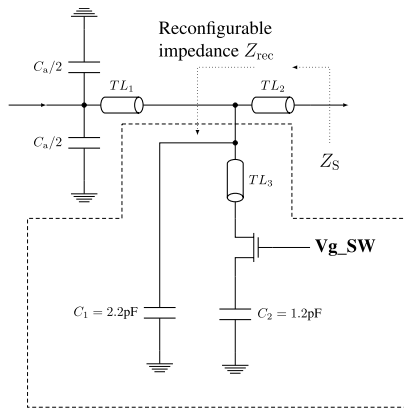 Reconfigurable
impedance Z_rec
C_a/2
TL_1
TL_2
C_a/2
Z_S
TL_3
Vg_SW
C_1 = 2.2pF
C_2 = 1.2pF